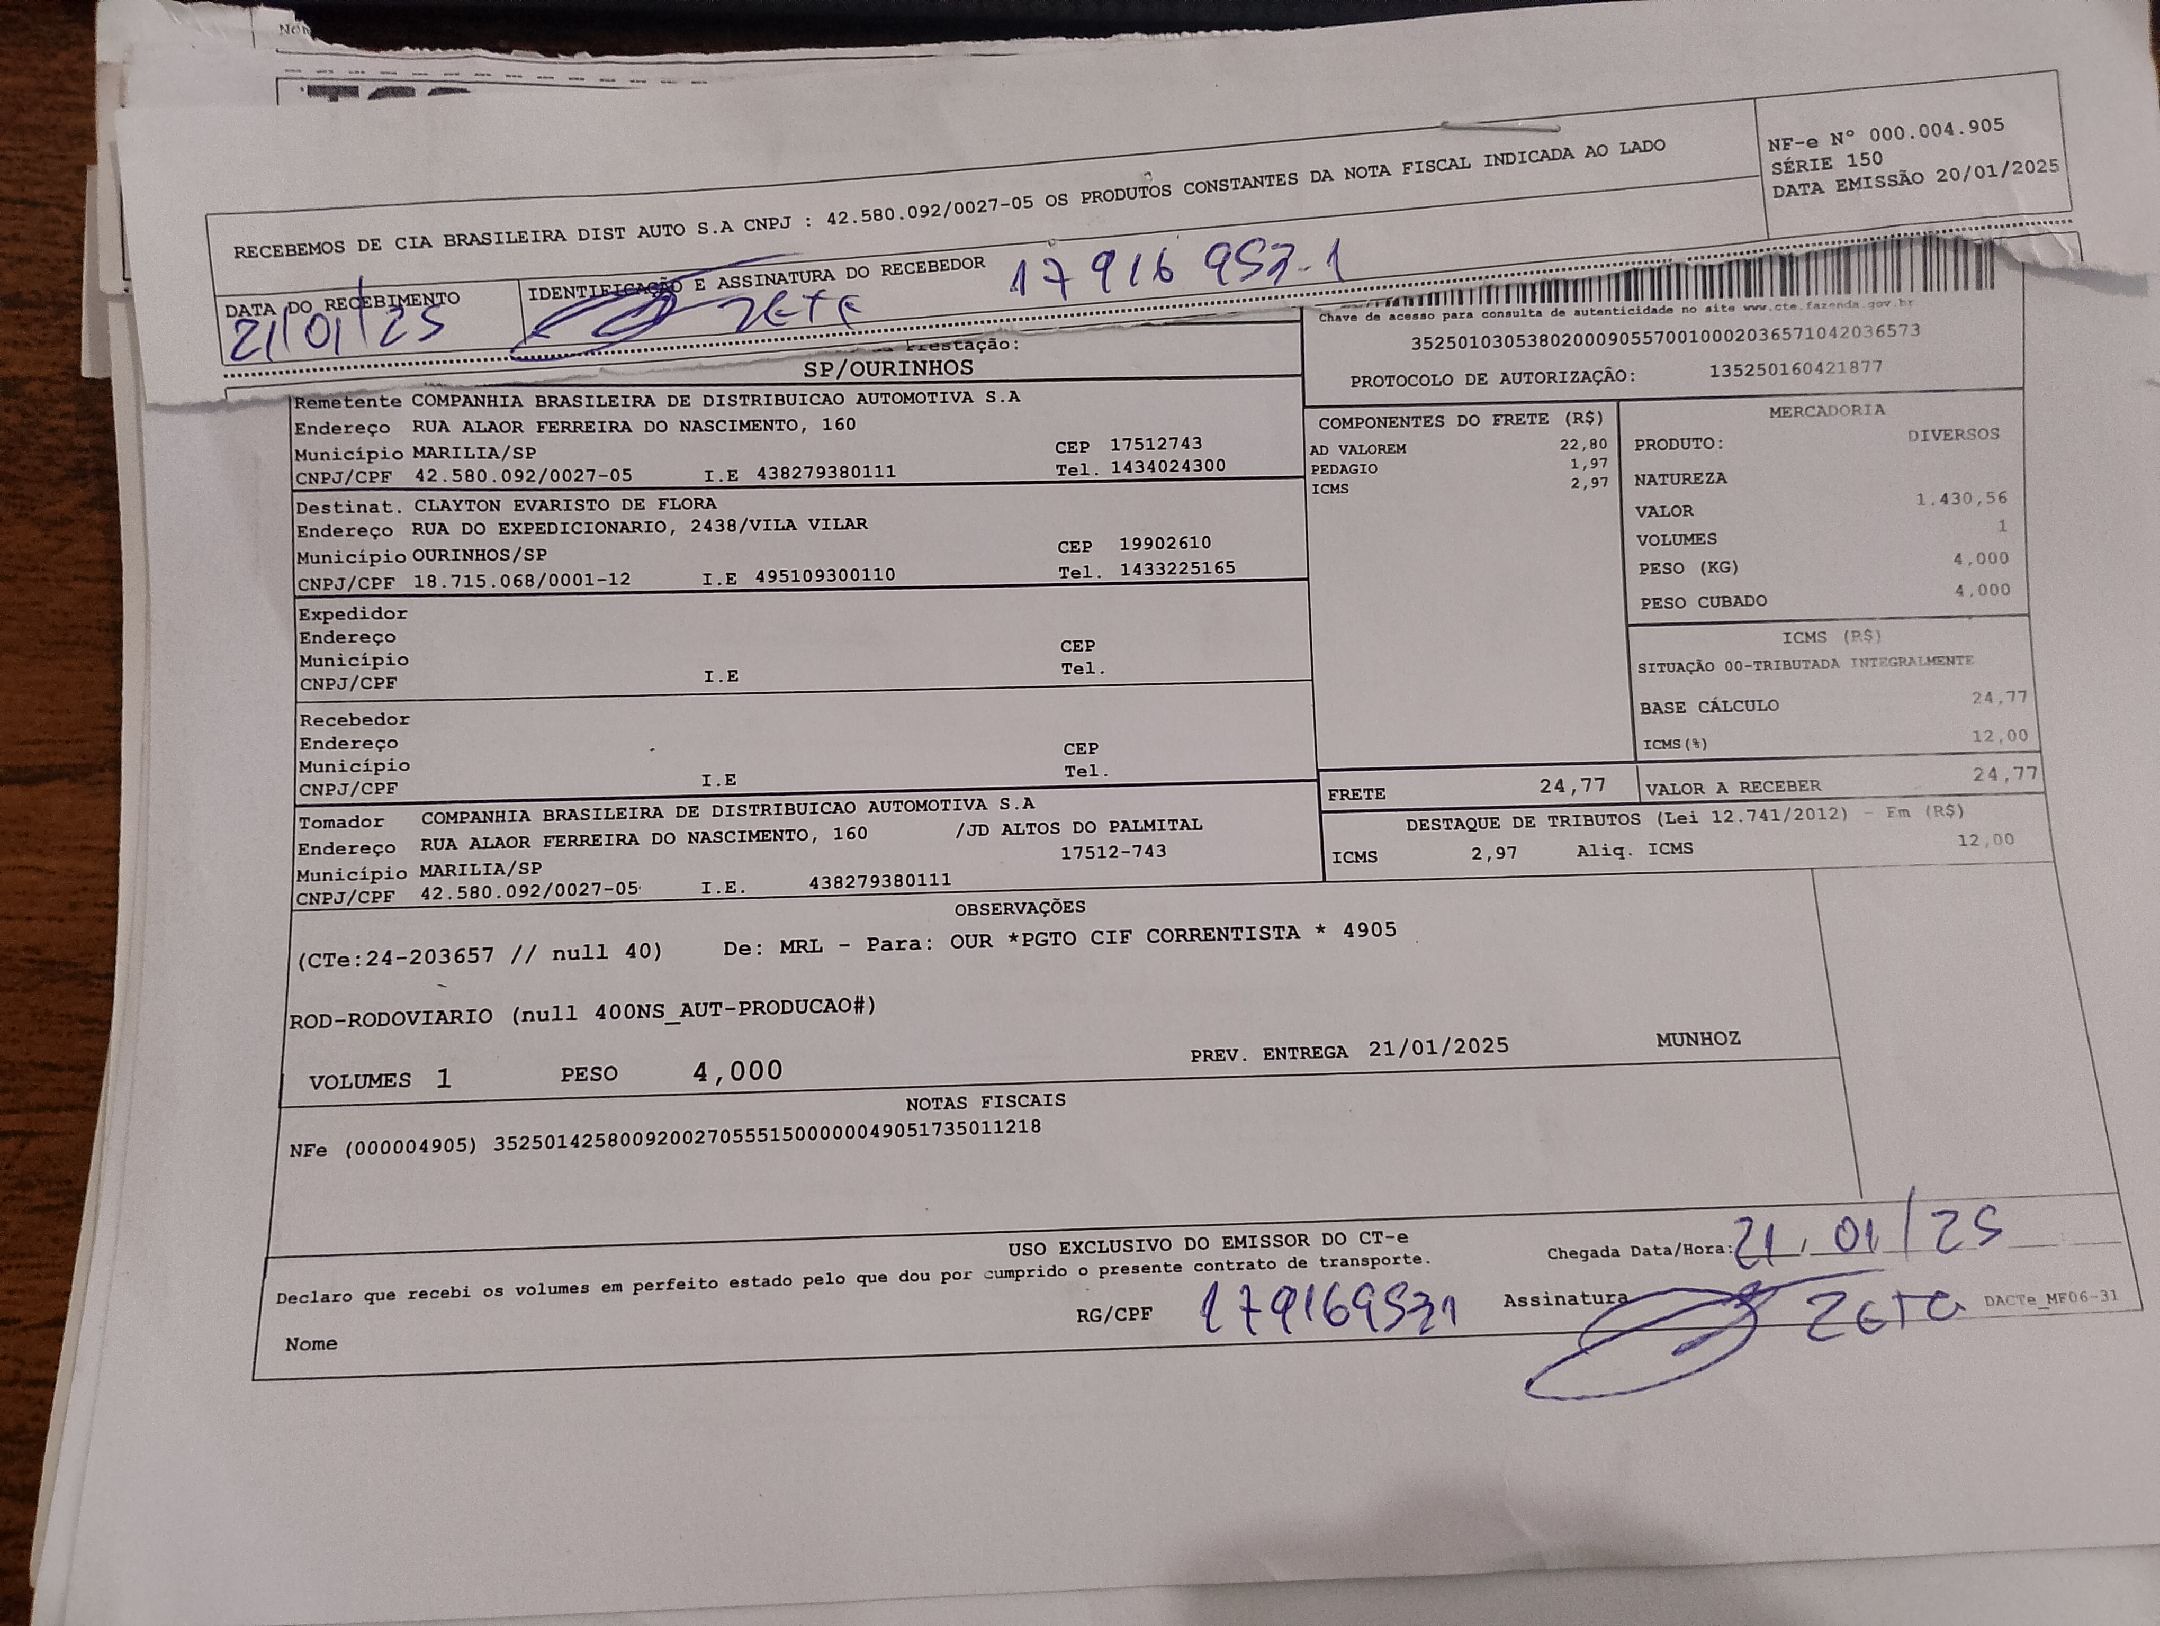 RECEBEMOS DE CIA BRASILEIRA DIST AUTO S.A CNPJ : 42.580.092/0027-05 OS PRODUTOS CONSTANTES DA NOTA FISCAL INDICADA AO LADO
NF-e Nº 000.004.905
SÉRIE 150
DATA EMISSÃO 20/01/2025
DATA DO RECEBIMENTO
21/01/25
IDENTIFICAÇÃO E ASSINATURA DO RECEBEDOR
17916953-1
Prestação:
SP/OURINHOS
Chave de acesso para consulta de autenticidade no site www.cte.fazenda.gov.br
35250103053802000905570010002036571042036573
PROTOCOLO DE AUTORIZAÇÃO: 135250160421877
Remetente COMPANHIA BRASILEIRA DE DISTRIBUICAO AUTOMOTIVA S.A
Endereço RUA ALAOR FERREIRA DO NASCIMENTO, 160
Município MARILIA/SP CEP 17512743
CNPJ/CPF 42.580.092/0027-05 I.E 438279380111 Tel. 1434024300
Destinat. CLAYTON EVARISTO DE FLORA
Endereço RUA DO EXPEDICIONARIO, 2438/VILA VILAR
Município OURINHOS/SP CEP 19902610
CNPJ/CPF 18.715.068/0001-12 I.E 495109300110 Tel. 1433225165
Expedidor
Endereço
Município CEP
CNPJ/CPF I.E Tel.
Recebedor
Endereço
Município CEP
CNPJ/CPF I.E Tel.
Tomador COMPANHIA BRASILEIRA DE DISTRIBUICAO AUTOMOTIVA S.A
Endereço RUA ALAOR FERREIRA DO NASCIMENTO, 160 /JD ALTOS DO PALMITAL
Município MARILIA/SP 17512-743
CNPJ/CPF 42.580.092/0027-05 I.E. 438279380111
COMPONENTES DO FRETE (R$)
AD VALOREM 22,80
PEDAGIO 1,97
ICMS 2,97
MERCADORIA
PRODUTO: DIVERSOS
NATUREZA
VALOR 1.430,56
VOLUMES 1
PESO (KG) 4,000
PESO CUBADO 4,000
ICMS (R$)
SITUAÇÃO 00-TRIBUTADA INTEGRALMENTE
BASE CÁLCULO 24,77
ICMS(%) 12,00
FRETE 24,77 VALOR A RECEBER 24,77
DESTAQUE DE TRIBUTOS (Lei 12.741/2012) - Em (R$)
ICMS 2,97 Aliq. ICMS 12,00
OBSERVAÇÕES
(CTe:24-203657 // null 40) De: MRL - Para: OUR *PGTO CIF CORRENTISTA * 4905
ROD-RODOVIARIO (null 400NS_AUT-PRODUCAO#)
VOLUMES 1 PESO 4,000 PREV. ENTREGA 21/01/2025 MUNHOZ
NOTAS FISCAIS
NFe (000004905) 35250142580092002705551500000049051735011218
USO EXCLUSIVO DO EMISSOR DO CT-e
Declaro que recebi os volumes em perfeito estado pelo que dou por cumprido o presente contrato de transporte.
Chegada Data/Hora: 21/01/25
Nome RG/CPF 179169531 Assinatura
DACTe_MF06-31